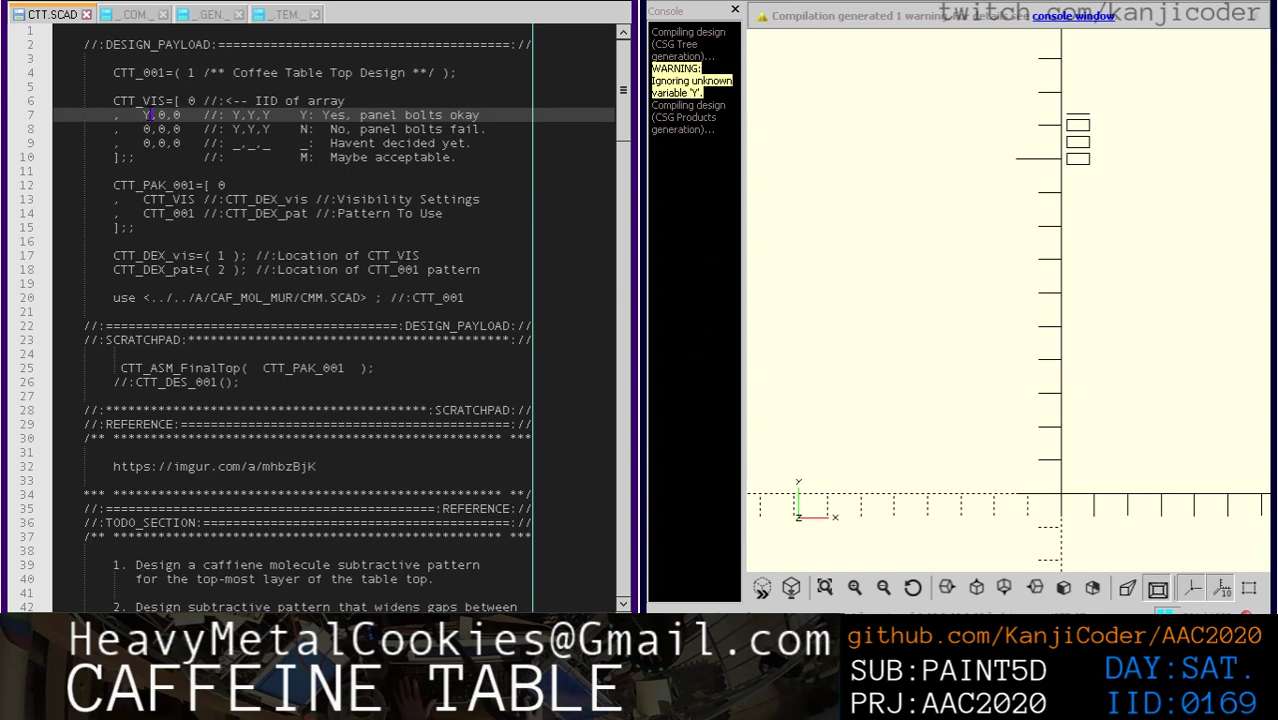 CTT.SCAD
_COM_
_GEN_
_TEM_
Console
Compilation generated 1 warning. For details see console window
twitch.com/kanjicoder
1
2 //:DESIGN_PAYLOAD:=======================================://
3
4 CTT_001=( 1 /** Coffee Table Top Design **/ );
5
6 CTT_VIS=[ 0 //:<-- IID of array
7 , Y,0,0 //: Y,Y,Y Y: Yes, panel bolts okay
8 , 0,0,0 //: Y,Y,Y N: No, panel bolts fail.
9 , 0,0,0 //: _,_,_ _: Havent decided yet.
10 ];; //: M: Maybe acceptable.
11
12 CTT_PAK_001=[ 0
13 , CTT_VIS //:CTT_DEX_vis //:Visibility Settings
14 , CTT_001 //:CTT_DEX_pat //:Pattern To Use
15 ];;
16
17 CTT_DEX_vis=( 1 ); //:Location of CTT_VIS
18 CTT_DEX_pat=( 2 ); //:Location of CTT_001 pattern
19
20 use <../../A/CAF_MOL_MUR/CMM.SCAD> ; //:CTT_001
21
22 //:=======================================:DESIGN_PAYLOAD://
23 //:SCRATCHPAD:*******************************************://
24
25 CTT_ASM_FinalTop( CTT_PAK_001 );
26 //:CTT_DES_001();
27
28 //:*******************************************:SCRATCHPAD://
29 //:REFERENCE:============================================://
30 /** **************************************************** ***
31
32 https://imgur.com/a/mhbzBjK
33
34 *** **************************************************** **/
35 //:============================================:REFERENCE://
36 //:TODO_SECTION:=========================================://
37 /** **************************************************** ***
38
39 1. Design a caffiene molecule subtractive pattern
40 for the top-most layer of the table top.
41
42 2. Design subtractive pattern that widens gaps between
Compiling design
(CSG Tree
generation)...
WARNING:
Ignoring unknown
variable 'Y'.
Compiling design
(CSG Products
generation)...
Y
Z X
10
HeavyMetalCookies@Gmail.com
CAFFEINE TABLE
github.com/KanjiCoder/AAC2020
SUB:PAINT5D DAY:SAT.
PRJ:AAC2020 IID:0169